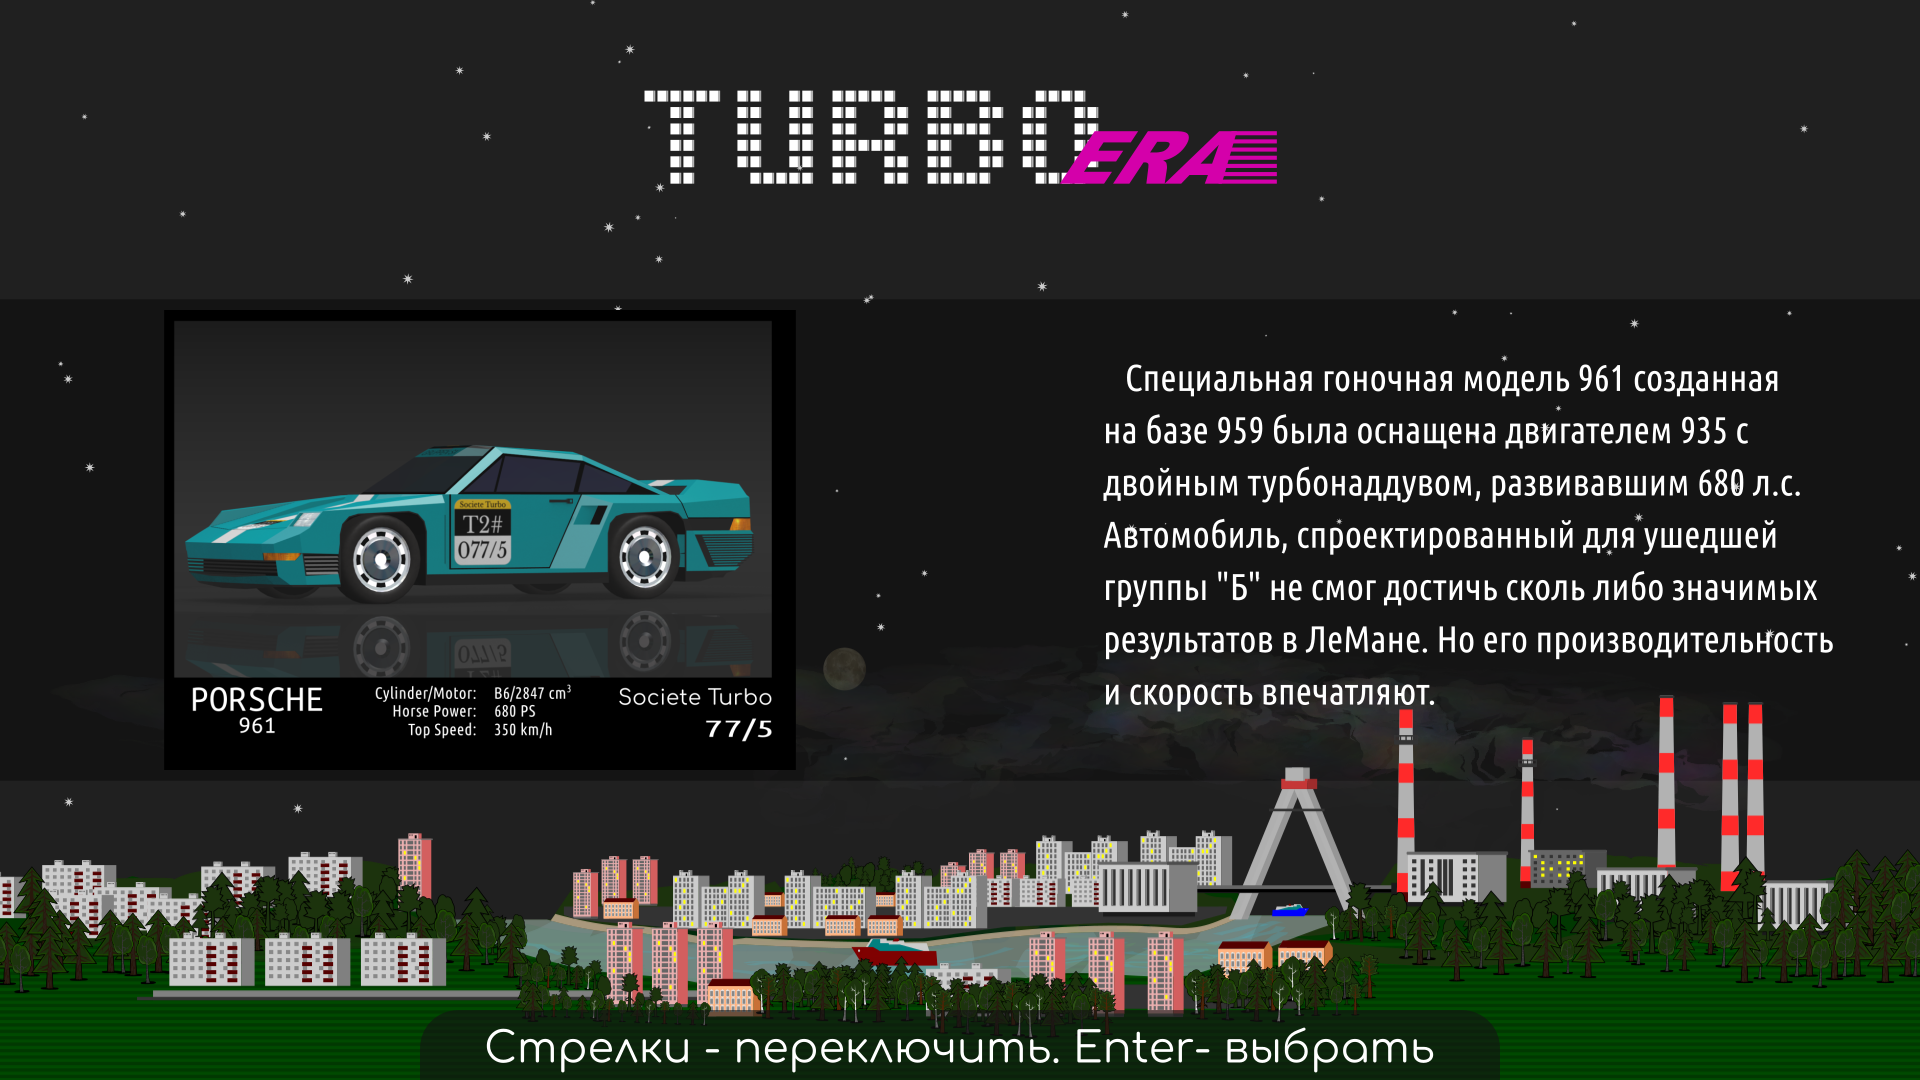 TURBO ERA
Societe Turbo
T2#
077/5
PORSCHE
961
Cylinder/Motor: B6/2847 cm³
Horse Power: 680 PS
Top Speed: 350 km/h
Societe Turbo
77/5
Специальная гоночная модель 961 созданная
на базе 959 была оснащена двигателем 935 с
двойным турбонаддувом, развивавшим 680 л.с.
Автомобиль, спроектированный для ушедшей
группы "Б" не смог достичь сколь либо значимых
результатов в ЛеМане. Но его производительность
и скорость впечатляют.
Стрелки - переключить. Enter- выбрать